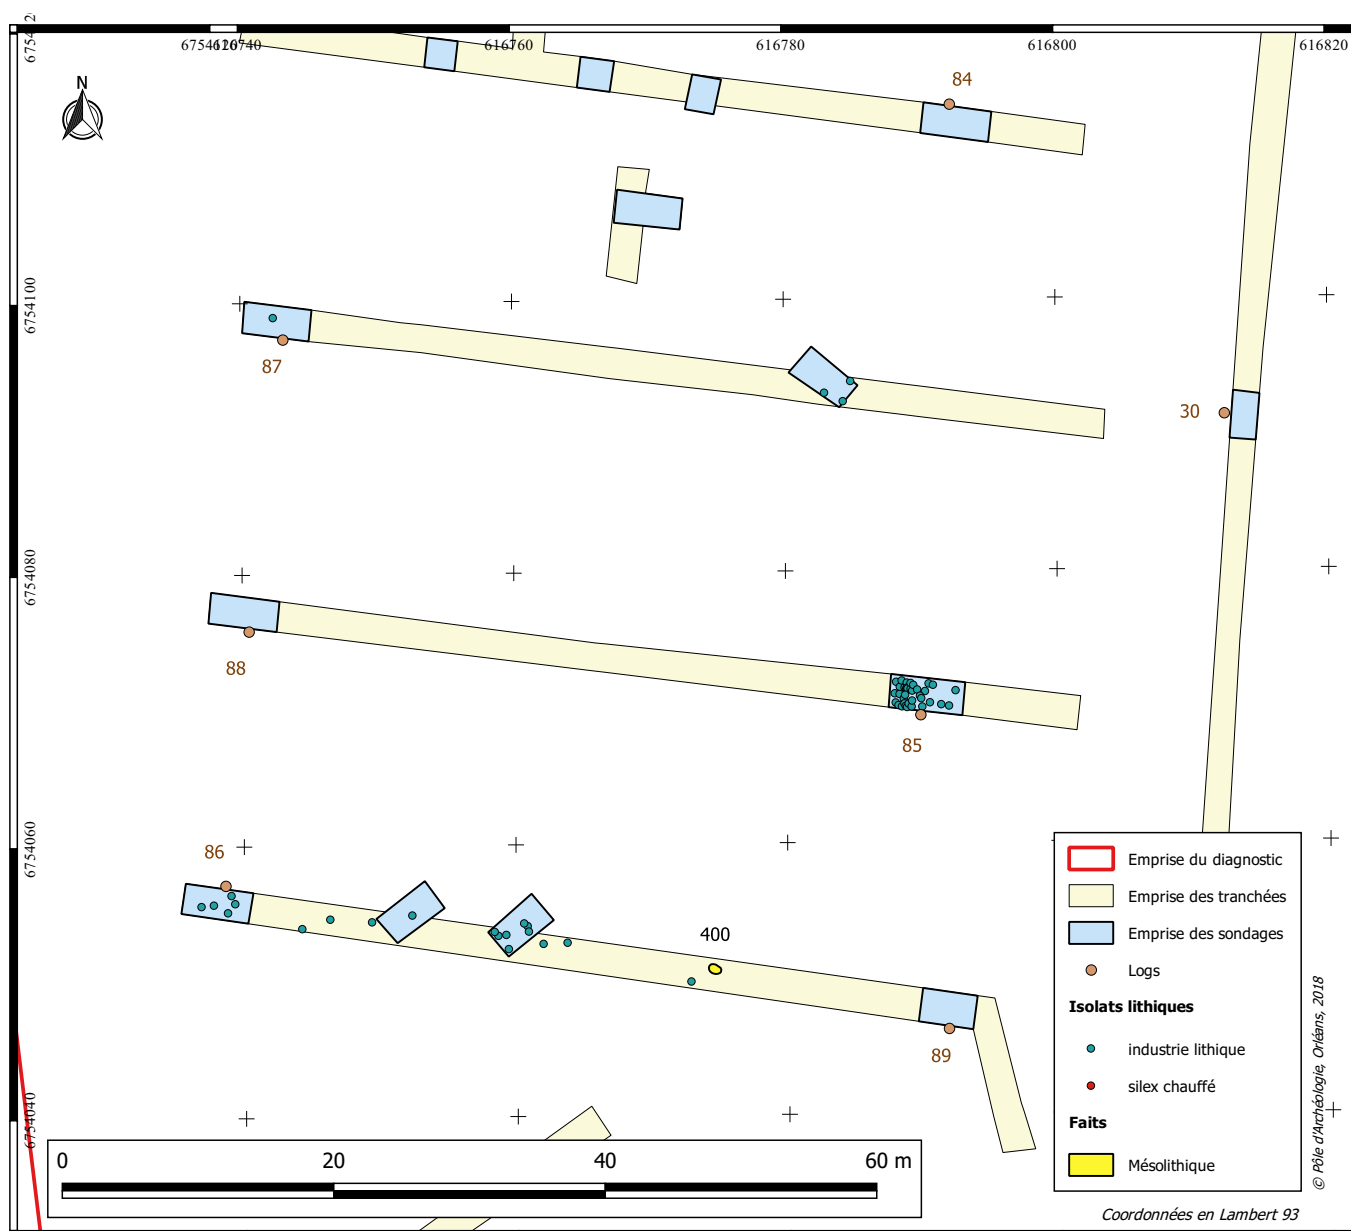 616740
616760
616780
616800
616820
N
84
6754100
87
30
6754080
88
85
6754060
86
400
89
6754040
0 20 40 60 m
Emprise du diagnostic
Emprise des tranchées
Emprise des sondages
Logs
Isolats lithiques
industrie lithique
silex chauffé
Faits
Mésolithique
© Pôle d'Archéologie, Orléans, 2018
Coordonnées en Lambert 93